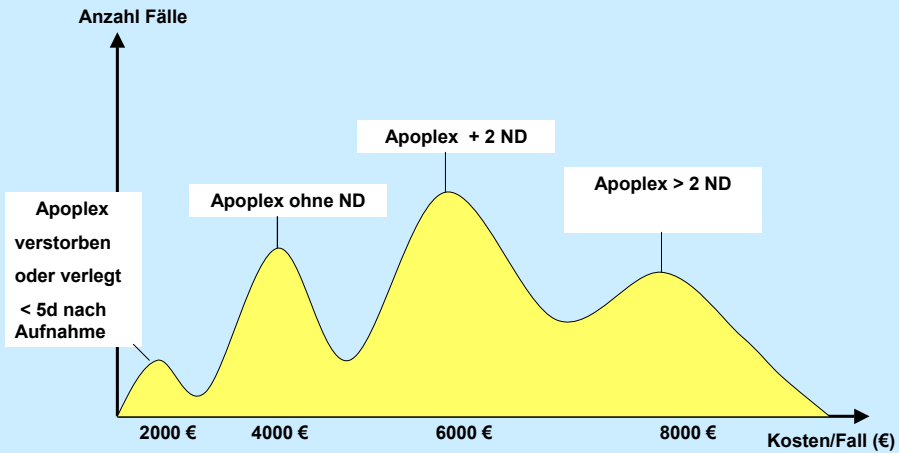 Anzahl Fälle
Apoplex + 2 ND
Apoplex > 2 ND
Apoplex ohne ND
Apoplex
verstorben
oder verlegt
< 5d nach
Aufnahme
2000 €
4000 €
6000 €
8000 €
Kosten/Fall (€)